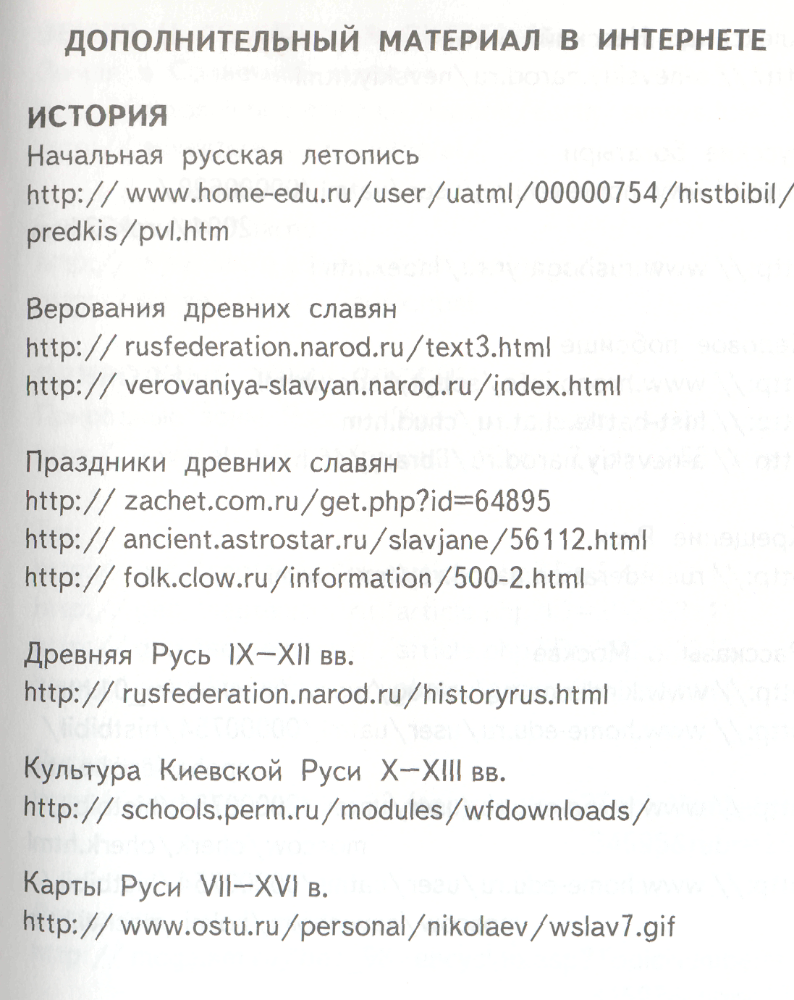 ДОПОЛНИТЕЛЬНЫЙ МАТЕРИАЛ В ИНТЕРНЕТЕ
ИСТОРИЯ
Начальная русская летопись
http:// www.home-edu.ru/user/uatml/00000754/histbibil/
predkis/pvl.htm
Верования древних славян
http:// rusfederation.narod.ru/text3.html
http:// verovaniya-slavyan.narod.ru/index.html
Праздники древних славян
http:// zachet.com.ru/get.php?id=64895
http:// ancient.astrostar.ru/slavjane/56112.html
http:// folk.clow.ru/information/500-2.html
Древняя Русь IX—XII вв.
http:// rusfederation.narod.ru/historyrus.html
Культура Киевской Руси X—XIII вв.
http:// schools.perm.ru/modules/wfdownloads/
Карты Руси VII—XVI в.
http:// www.ostu.ru/personal/nikolaev/wslav7.gif